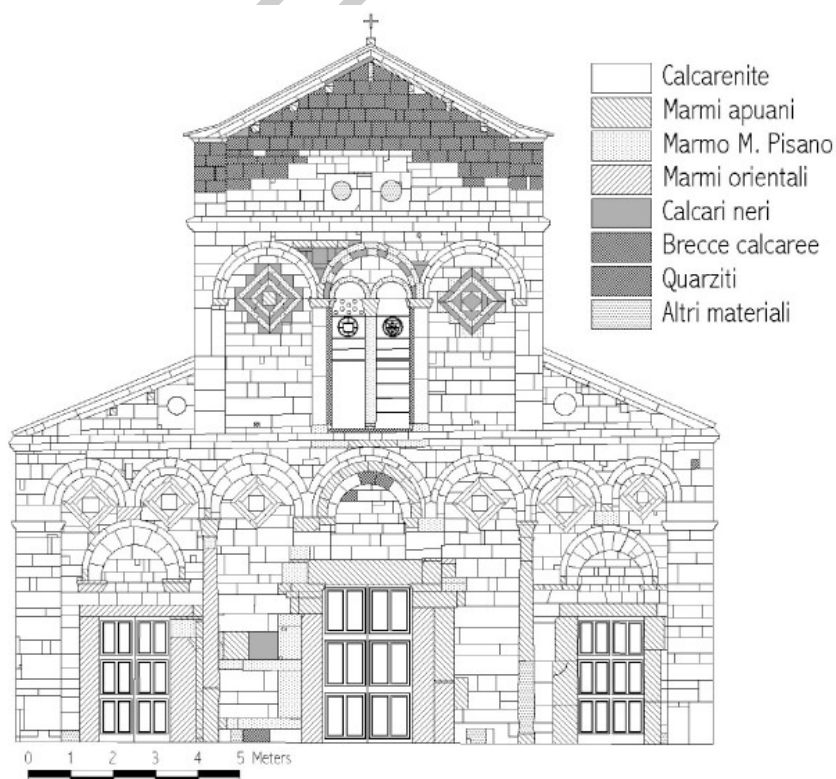 Calcarenite
Marmi apuani
Marmo M. Pisano
Marmi orientali
Calcari neri
Brecce calcaree
Quarziti
Altri materiali
0 1 2 3 4 5 Meters